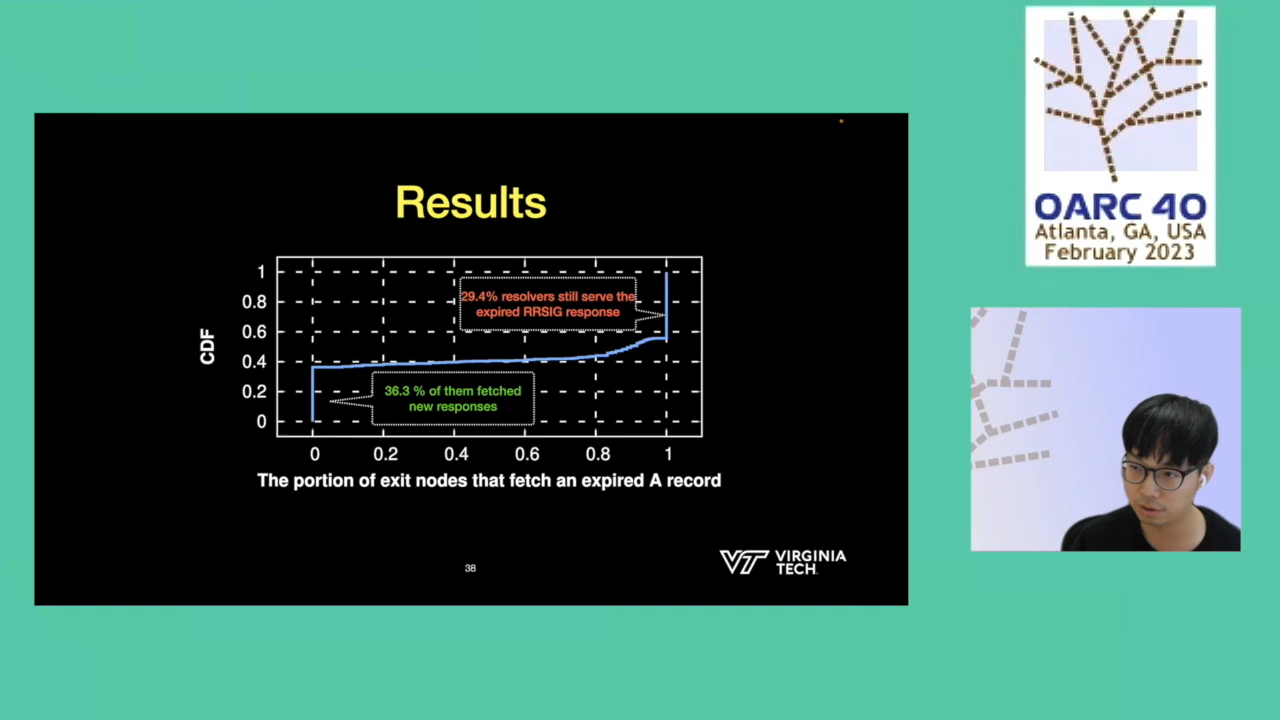 Results
1
0.8
0.6
0.4
0.2
0
CDF
29.4% resolvers still serve the
expired RRSIG response
36.3 % of them fetched
new responses
0 0.2 0.4 0.6 0.8 1
The portion of exit nodes that fetch an expired A record
38
VT VIRGINIA
TECH
OARC 40
Atlanta, GA, USA
February 2023